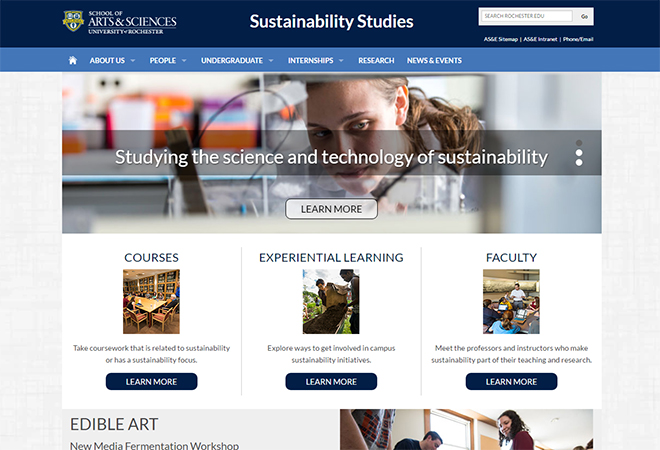 SCHOOL OF
ARTS & SCIENCES
UNIVERSITY of ROCHESTER
Sustainability Studies
SEARCH ROCHESTER.EDU
Go
AS&E Sitemap | AS&E Intranet | Phone/Email
ABOUT US PEOPLE UNDERGRADUATE INTERNSHIPS RESEARCH NEWS & EVENTS
Studying the science and technology of sustainability
LEARN MORE
COURSES
Take coursework that is related to sustainability
or has a sustainability focus.
LEARN MORE
EXPERIENTIAL LEARNING
Explore ways to get involved in campus
sustainability initiatives.
LEARN MORE
FACULTY
Meet the professors and instructors who make
sustainability part of their teaching and research.
LEARN MORE
EDIBLE ART
New Media Fermentation Workshop